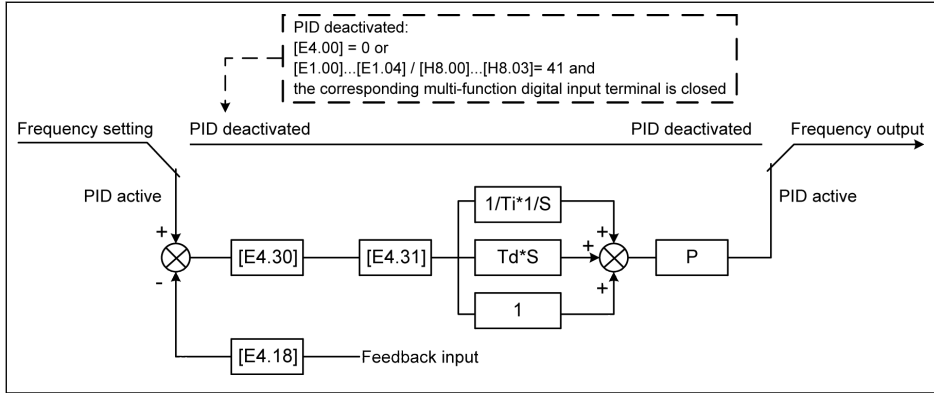 PID deactivated:
[E4.00] = 0 or
[E1.00]...[E1.04] / [H8.00]...[H8.03]= 41 and
the corresponding multi-function digital input terminal is closed
Frequency setting
PID deactivated
PID deactivated
Frequency output
PID active
PID active
1/Ti*1/S
+
+
[E4.30]
[E4.31]
Td*S
+
P
-
1
+
[E4.18]
Feedback input